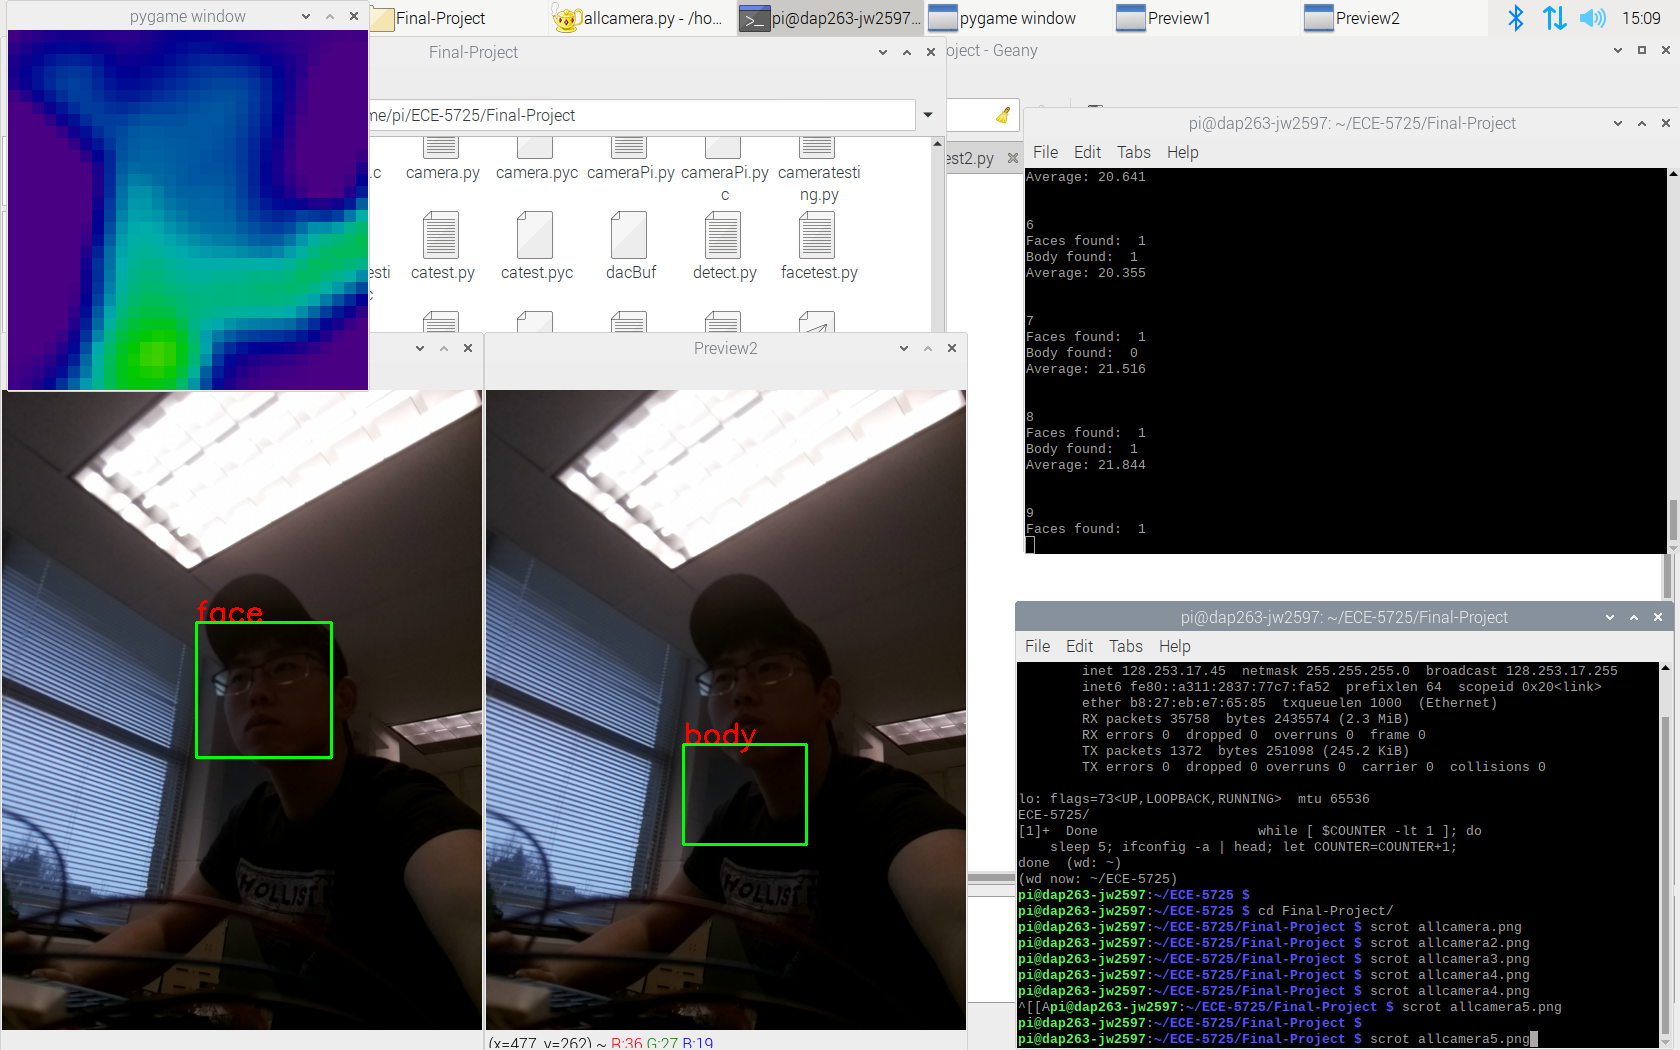 pygame window
Final-Project
allcamera.py - /ho...
pi@dap263-jw2597...
pygame window
Preview1
Preview2
15:09
Final-Project
oject - Geany
me/pi/ECE-5725/Final-Project
est2.py
.c
camera.py
camera.pyc
cameraPi.py
cameraPi.py
c
cameratesti
ng.py
esti
c
catest.py
catest.pyc
dacBuf
detect.py
facetest.py
Preview2
face
body
HOLLIST
HOLLIST
(x=477, y=262) ~ R:36 G:27 B:19
pi@dap263-jw2597: ~/ECE-5725/Final-Project
File Edit Tabs Help
Average: 20.641
6
Faces found:  1
Body found:  1
Average: 20.355
7
Faces found:  1
Body found:  0
Average: 21.516
8
Faces found:  1
Body found:  1
Average: 21.844
9
Faces found:  1
pi@dap263-jw2597: ~/ECE-5725/Final-Project
File Edit Tabs Help
inet 128.253.17.45  netmask 255.255.255.0  broadcast 128.253.17.255
inet6 fe80::a311:2837:77c7:fa52  prefixlen 64  scopeid 0x20<link>
ether b8:27:eb:e7:65:85  txqueuelen 1000  (Ethernet)
RX packets 35758  bytes 2435574 (2.3 MiB)
RX errors 0  dropped 0  overruns 0  frame 0
TX packets 1372  bytes 251098 (245.2 KiB)
TX errors 0  dropped 0 overruns 0  carrier 0  collisions 0
lo: flags=73<UP,LOOPBACK,RUNNING>  mtu 65536
ECE-5725/
[1]+  Done                    while [ $COUNTER -lt 1 ]; do
sleep 5; ifconfig -a | head; let COUNTER=COUNTER+1;
done  (wd: ~)
(wd now: ~/ECE-5725)
pi@dap263-jw2597:~/ECE-5725 $
pi@dap263-jw2597:~/ECE-5725 $ cd Final-Project/
pi@dap263-jw2597:~/ECE-5725/Final-Project $ scrot allcamera.png
pi@dap263-jw2597:~/ECE-5725/Final-Project $ scrot allcamera2.png
pi@dap263-jw2597:~/ECE-5725/Final-Project $ scrot allcamera3.png
pi@dap263-jw2597:~/ECE-5725/Final-Project $ scrot allcamera4.png
pi@dap263-jw2597:~/ECE-5725/Final-Project $ scrot allcamera4.png
^[[Api@dap263-jw2597:~/ECE-5725/Final-Project $ scrot allcamera5.png
pi@dap263-jw2597:~/ECE-5725/Final-Project $
pi@dap263-jw2597:~/ECE-5725/Final-Project $ scrot allcamera5.png